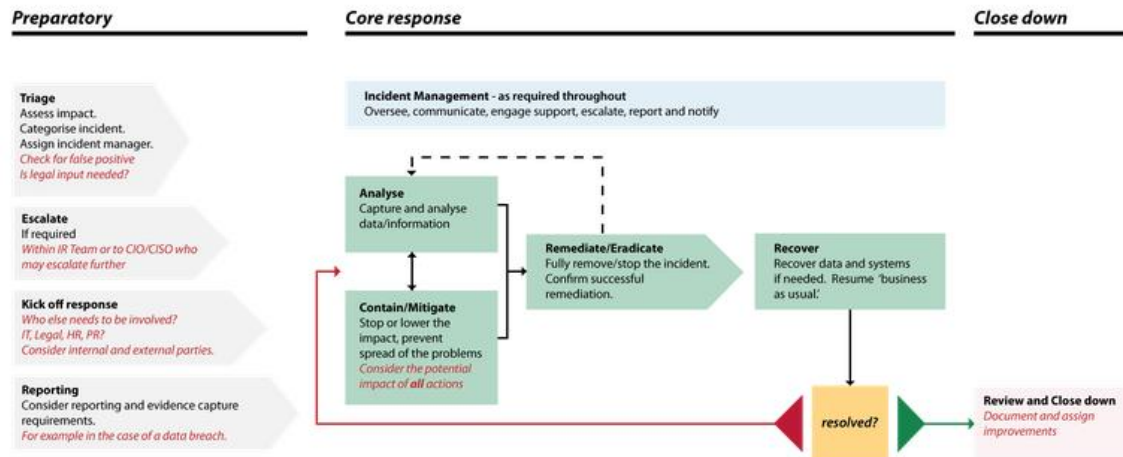 Preparatory
Core response
Close down
Triage
Assess impact.
Categorise incident.
Assign incident manager.
Check for false positive
Is legal input needed?
Escalate
If required
Within IR Team or to CIO/CISO who
may escalate further
Kick off response
Who else needs to be involved?
IT, Legal, HR, PR?
Consider internal and external parties.
Reporting
Consider reporting and evidence capture
requirements.
For example in the case of a data breach.
Incident Management - as required throughout
Oversee, communicate, engage support, escalate, report and notify
Analyse
Capture and analyse
data/information
Contain/Mitigate
Stop or lower the
impact, prevent
spread of the problems
Consider the potential
impact of all actions
Remediate/Eradicate
Fully remove/stop the incident.
Confirm successful
remediation.
Recover
Recover data and systems
if needed. Resume ‘business
as usual.’
resolved?
Review and Close down
Document and assign
improvements